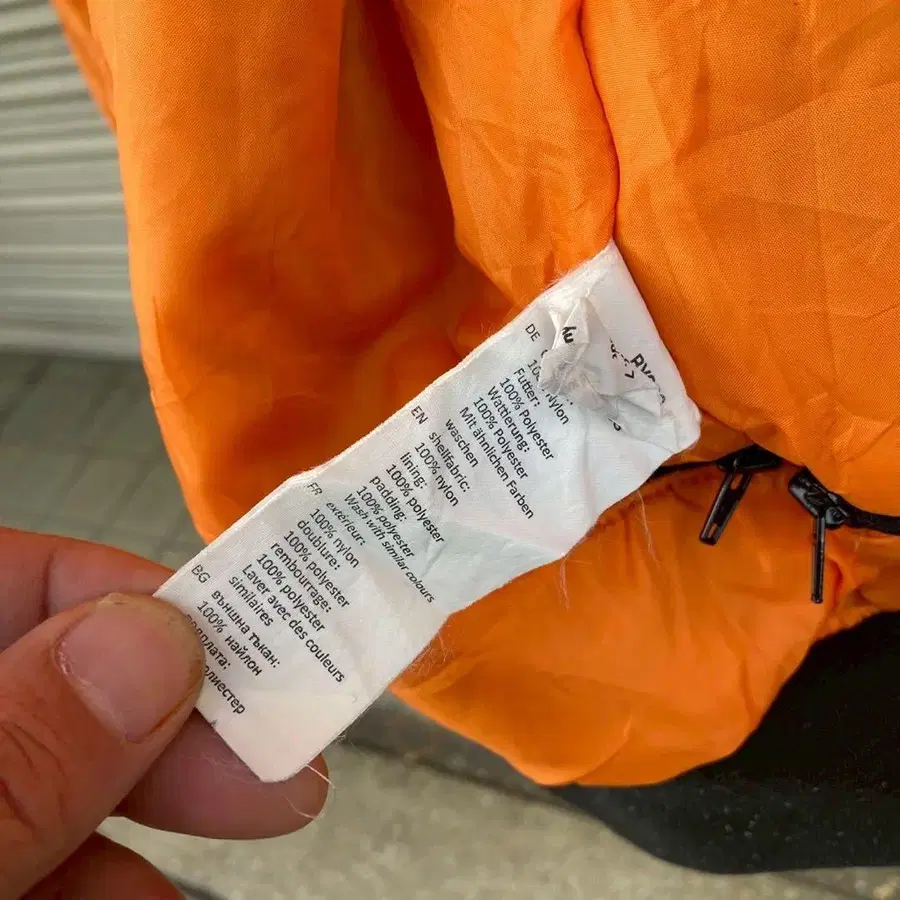 DE
100% Nylon
Futter:
100% Polyester
Wattierung:
100% Polyester
Mit ähnlichen Farben
waschen
EN
shellfabric:
100% nylon
lining:
100% polyester
padding:
100% polyester
Wash with similar colours
FR
extérieur:
100% nylon
doublure:
100% polyester
rembourrage:
100% polyester
Laver avec des couleurs
similaires
BG
външна тъкан:
100% найлон